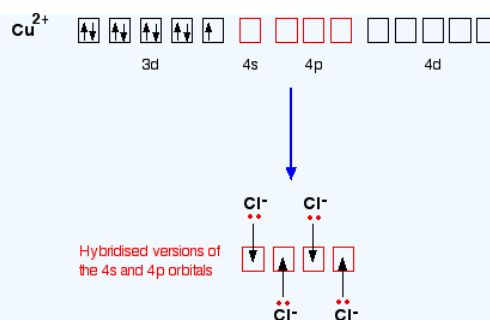 Cu2+
3d 4s 4p 4d
Cl- Cl-
Hybridised versions of
the 4s and 4p orbitals
Cl- Cl-